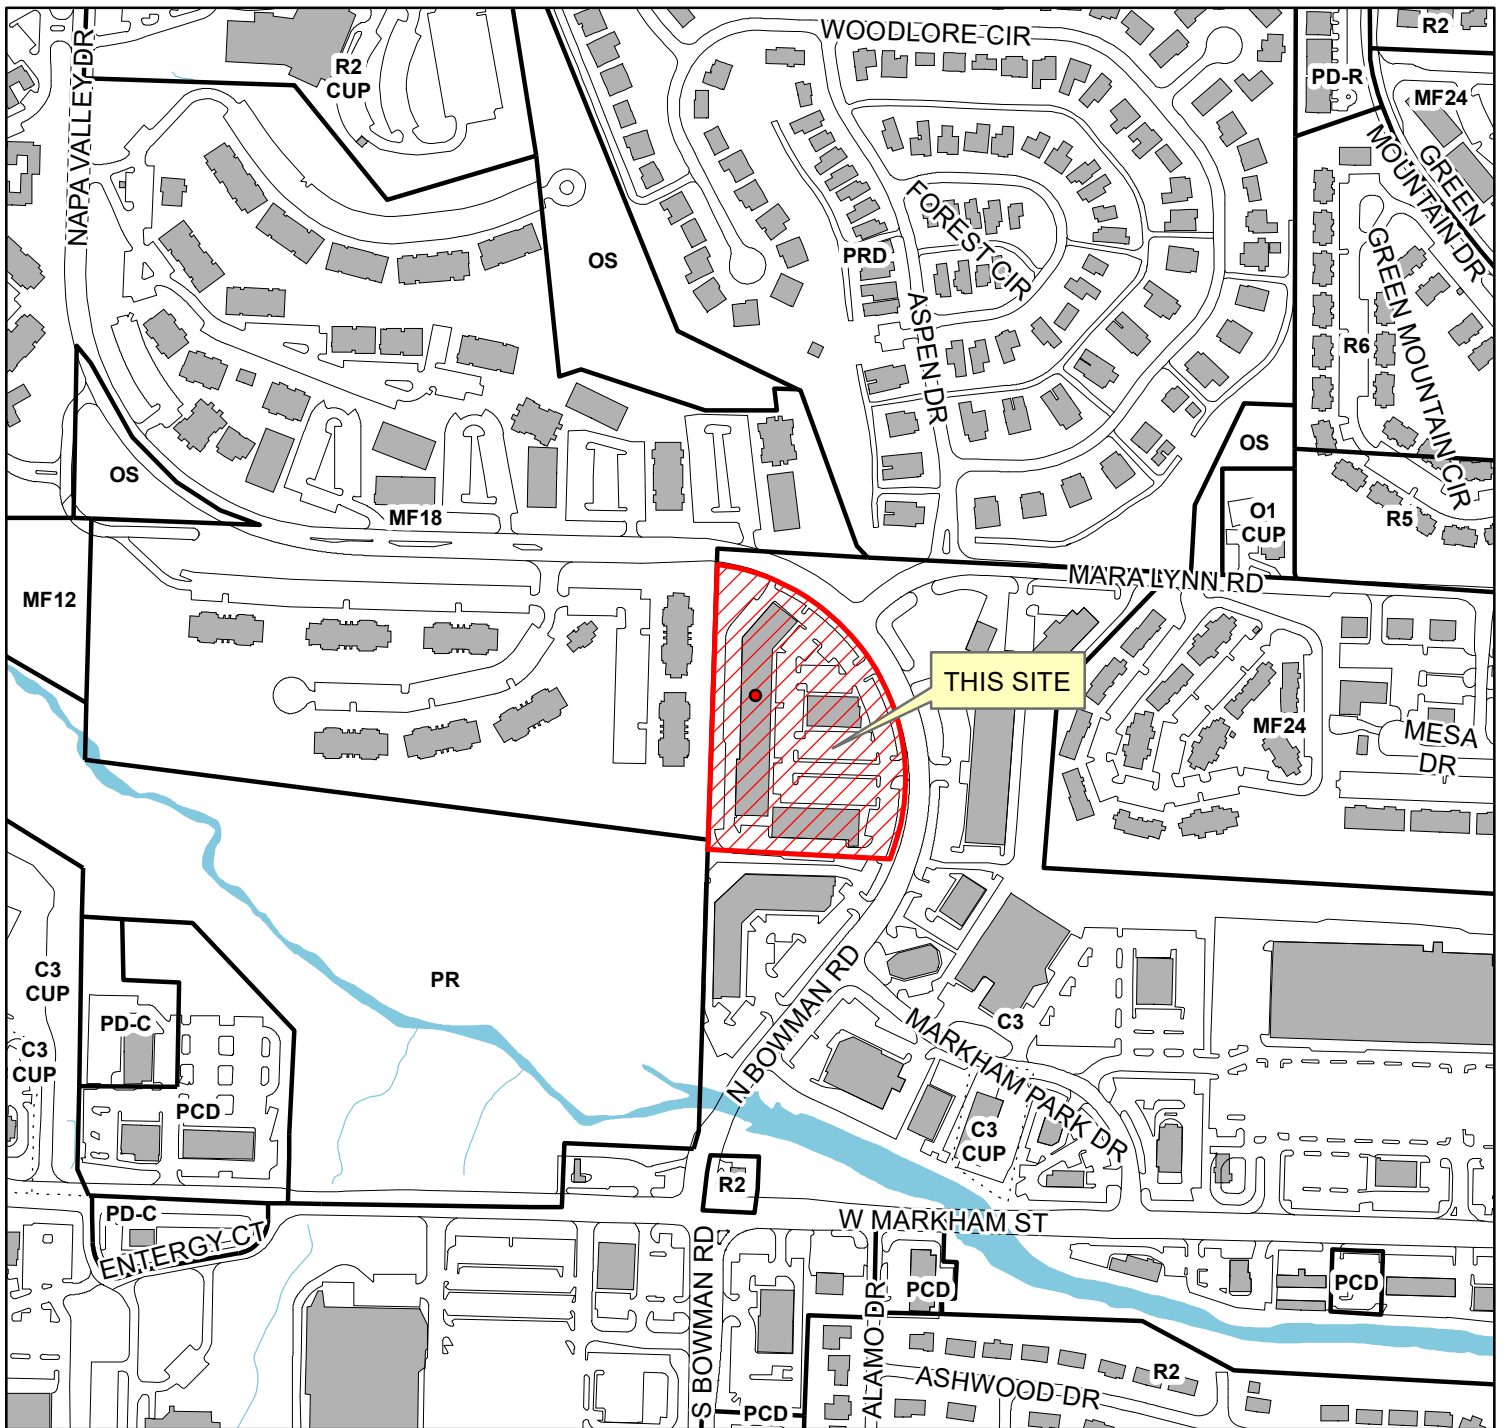 WOODLORE CIR
R2
NAPA VALLEY DR
R2
CUP
PD-R
MF24
GREEN
MOUNTAIN DR
FOREST CIR
OS
PRD
GREEN MOUNTAIN CIR
ASPEN DR
R6
OS
OS
MF18
O1
CUP
R5
MARA LYNN RD
MF12
THIS SITE
MF24
MESA
DR
C3
CUP
PR
N BOWMAN RD
PD-C
C3
MARKHAM PARK DR
C3
CUP
PCD
C3
CUP
R2
PD-C
W MARKHAM ST
ENTERGY CT
S BOWMAN RD
PCD
PCD
ALAMO DR
R2
ASHWOOD DR
PCD